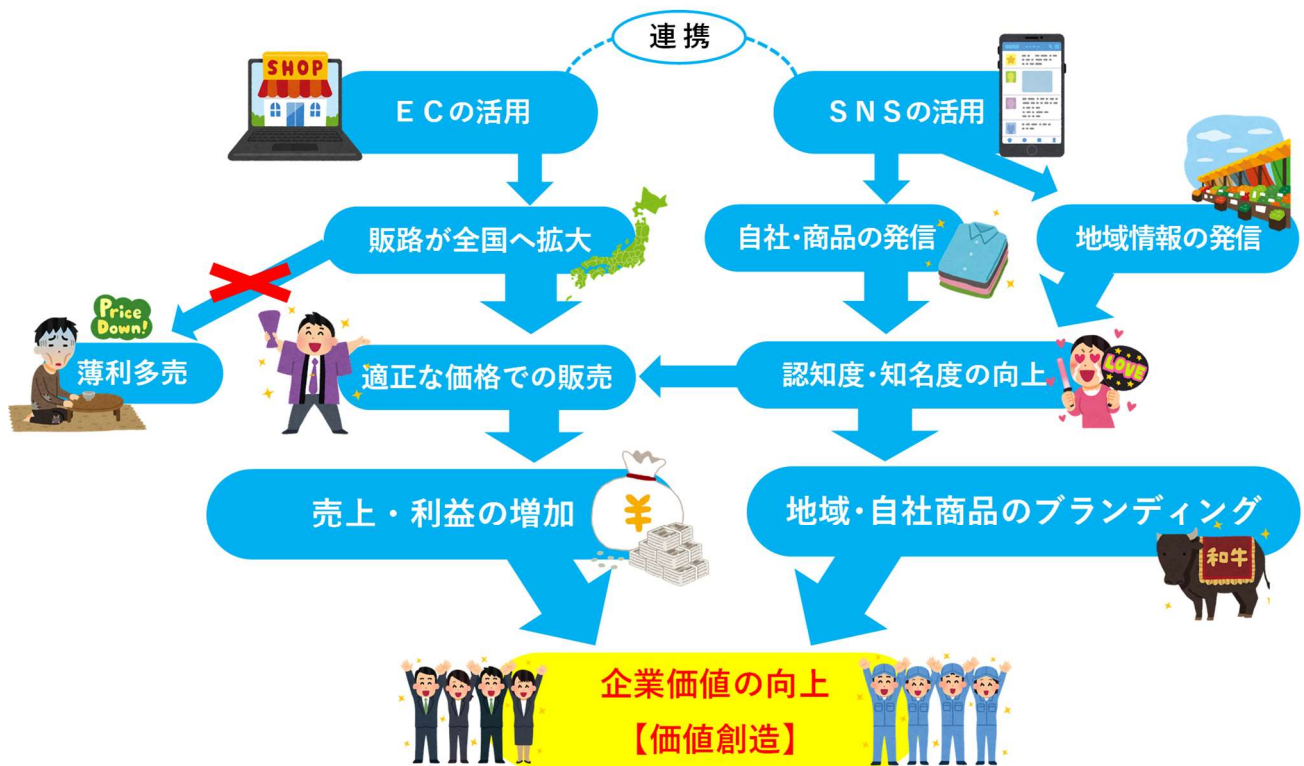 連携
SHOP
ＥＣの活用
ＳＮＳの活用
販路が全国へ拡大
自社・商品の発信
地域情報の発信
Price
Down!
薄利多売
適正な価格での販売
認知度・知名度の向上
LOVE
売上・利益の増加
¥
地域・自社商品のブランディング
和牛
企業価値の向上
【価値創造】